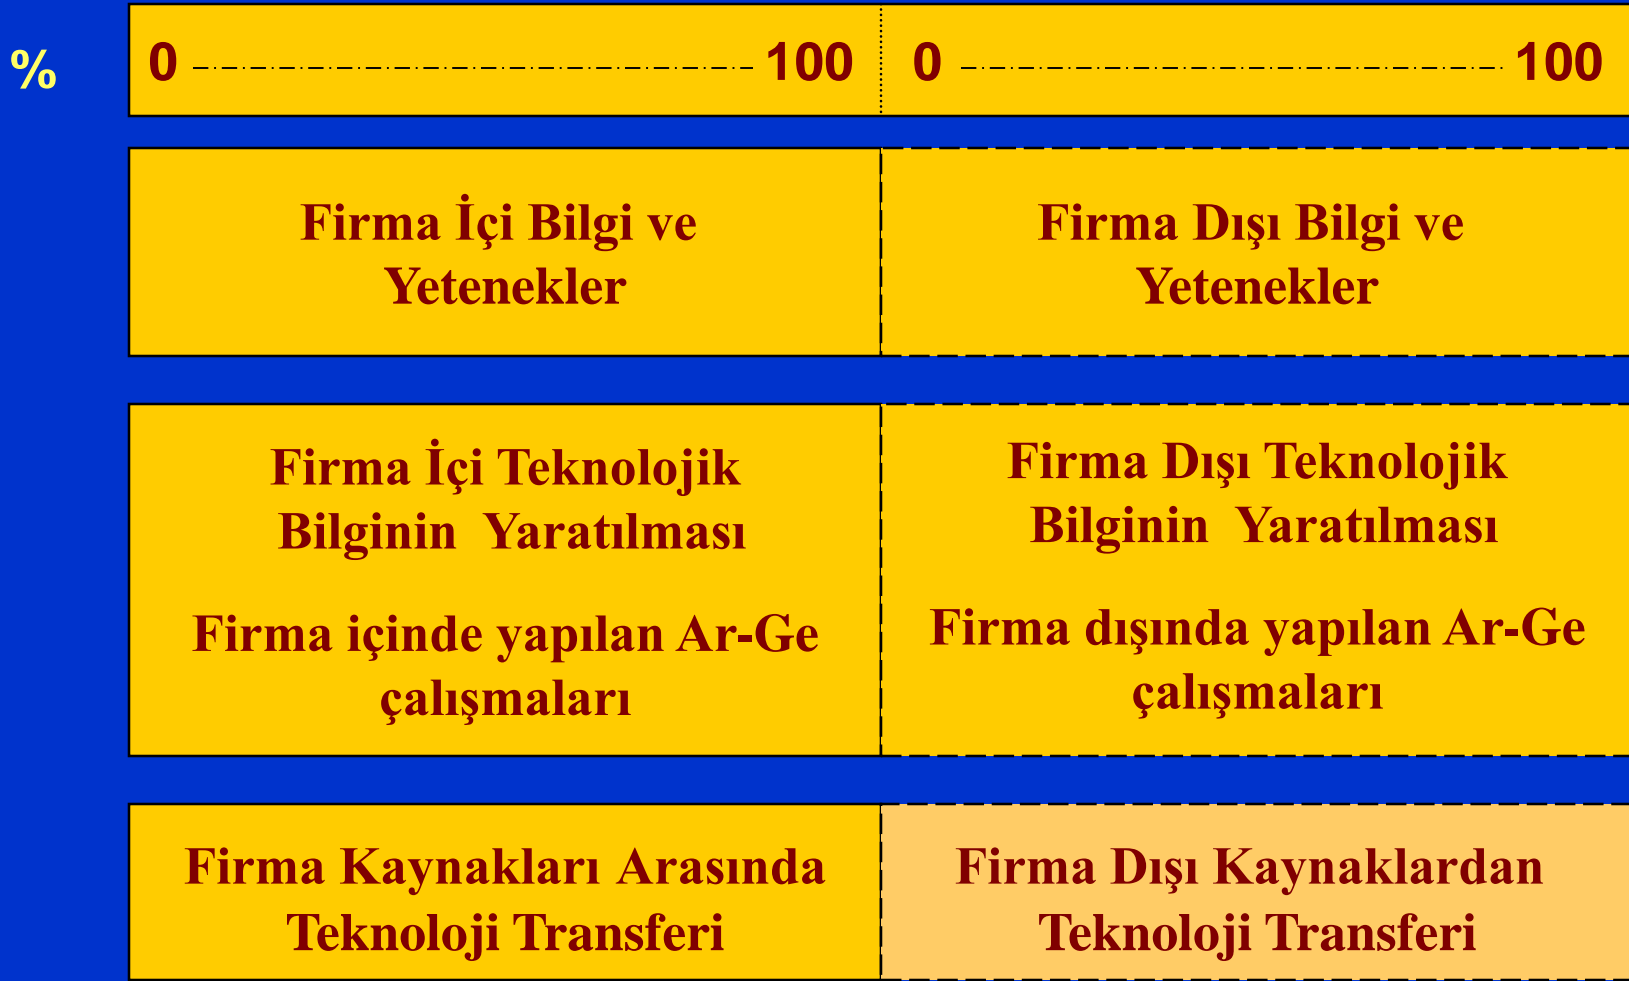 % 0 100 0 100
Firma İçi Bilgi ve
Yetenekler
Firma Dışı Bilgi ve
Yetenekler
Firma İçi Teknolojik
Bilginin Yaratılması
Firma içinde yapılan Ar-Ge
çalışmaları
Firma Dışı Teknolojik
Bilginin Yaratılması
Firma dışında yapılan Ar-Ge
çalışmaları
Firma Kaynakları Arasında
Teknoloji Transferi
Firma Dışı Kaynaklardan
Teknoloji Transferi